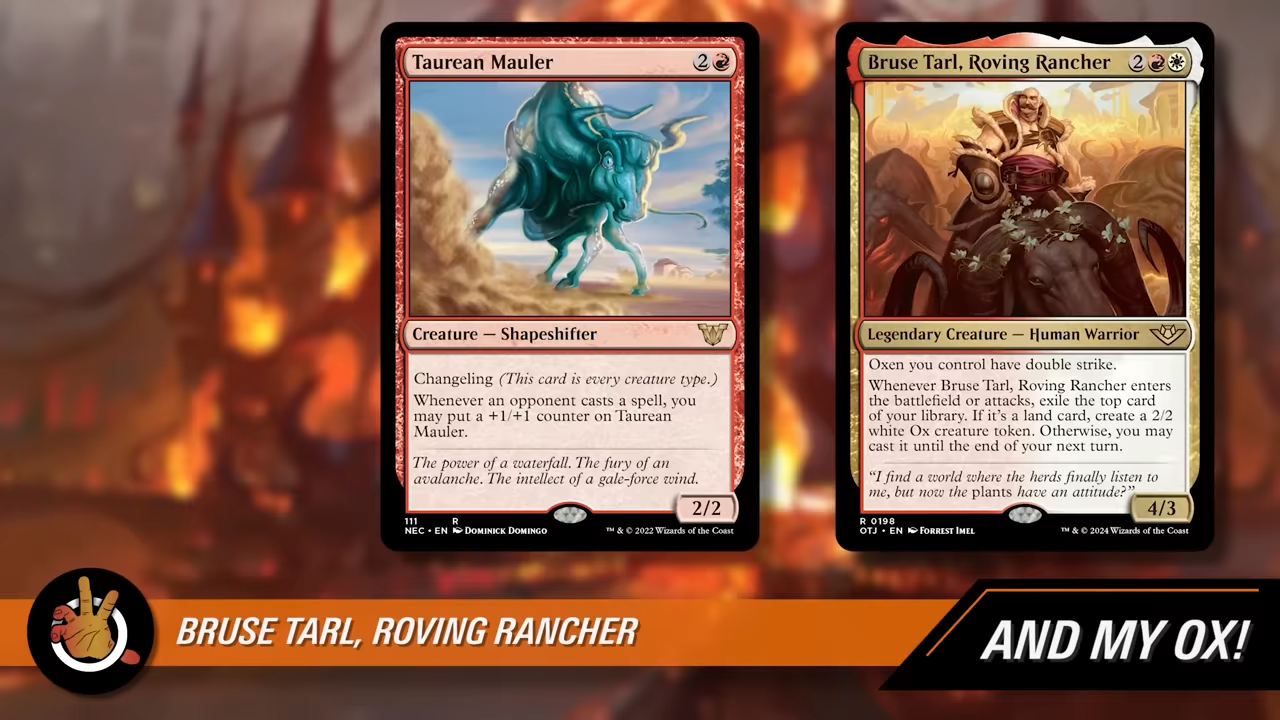 Taurean Mauler 2
Creature — Shapeshifter
Changeling (This card is every creature type.)
Whenever an opponent casts a spell, you
may put a +1/+1 counter on Taurean
Mauler.
The power of a waterfall. The fury of an
avalanche. The intellect of a gale-force wind.
2/2
111 R
NEC • EN DOMINICK DOMINGO
™ & © 2022 Wizards of the Coast
Bruse Tarl, Roving Rancher 2
Legendary Creature — Human Warrior
Oxen you control have double strike.
Whenever Bruse Tarl, Roving Rancher enters
the battlefield or attacks, exile the top card
of your library. If it's a land card, create a 2/2
white Ox creature token. Otherwise, you may
cast it until the end of your next turn.
"I find a world where the herds finally listen to
me, but now the plants have an attitude?"
4/3
R 0198
OTJ • EN FORREST IMEL
™ & © 2024 Wizards of the Coast
BRUSE TARL, ROVING RANCHER
AND MY OX!